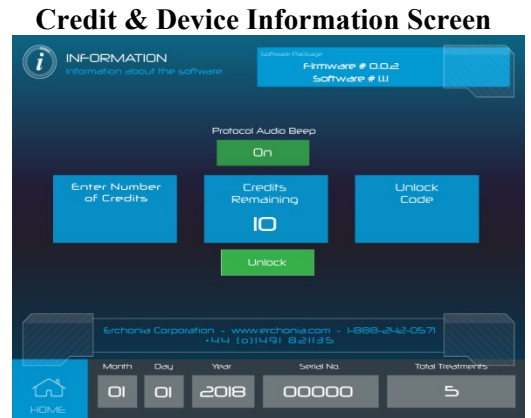 Credit & Device Information Screen
i
INFORMATION
Information about the software
Software Package
Firmware # 0.0.2
Software # 1.1.1
Protocol Audio Beep
On
Enter Number
of Credits
Credits
Remaining
10
Unlock
Code
Unlock
Erchonia Corporation - www.erchonia.com - 1-888-242-0571
+44 (0)1491 821135
Month
Day
Year
Serial No.
Total Treatments
HOME
01
01
2018
00000
5